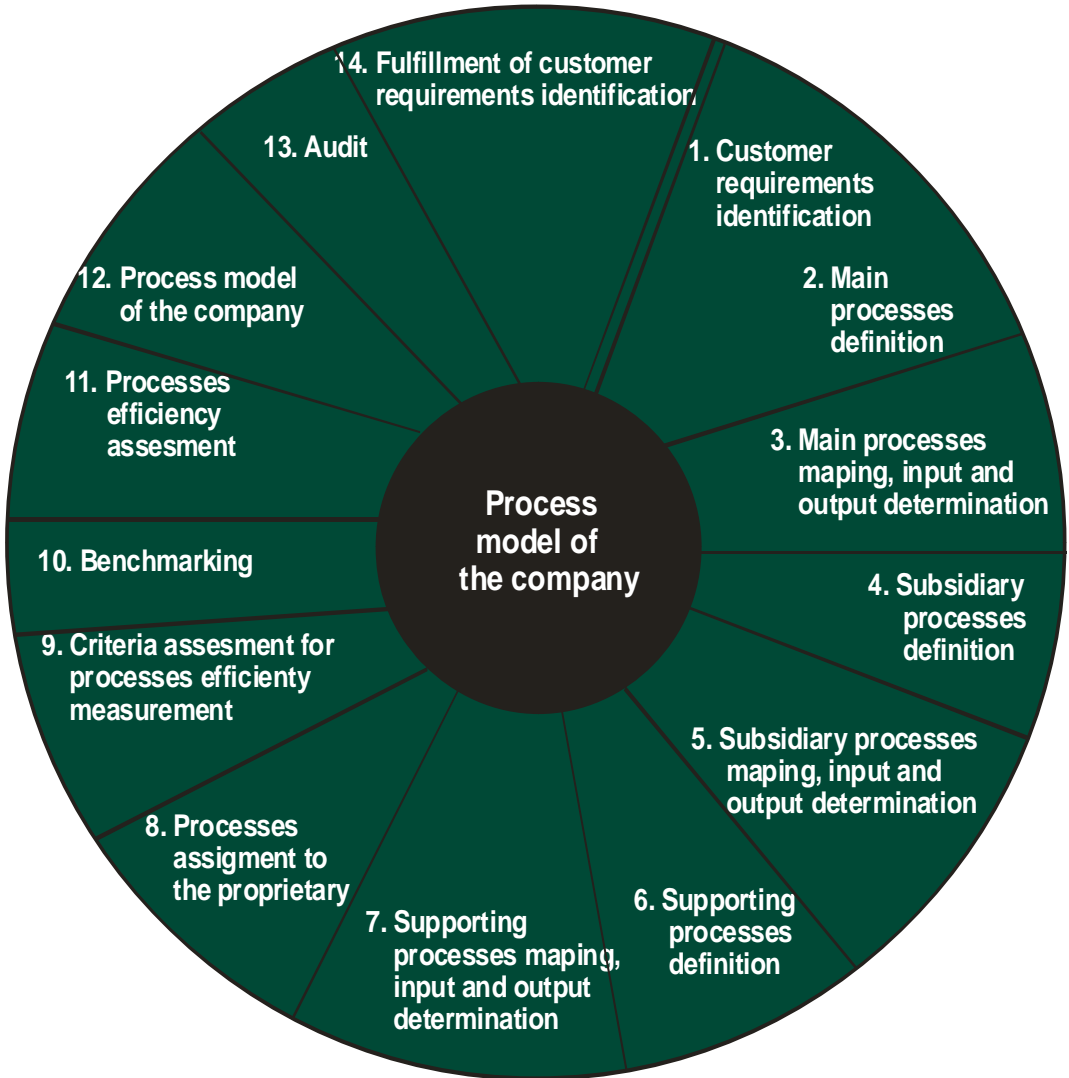 14. Fulfillment of customer
requirements identification
1. Customer
requirements
identification
2. Main
processes
definition
3. Main processes
maping, input and
output determination
4. Subsidiary
processes
definition
5. Subsidiary processes
maping, input and
output determination
6. Supporting
processes
definition
7. Supporting
processes maping,
input and output
determination
8. Processes
assigment to
the proprietary
9. Criteria assesment for
processes efficienty
measurement
10. Benchmarking
11. Processes
efficiency
assesment
12. Process model
of the company
13. Audit
Process
model of
the company